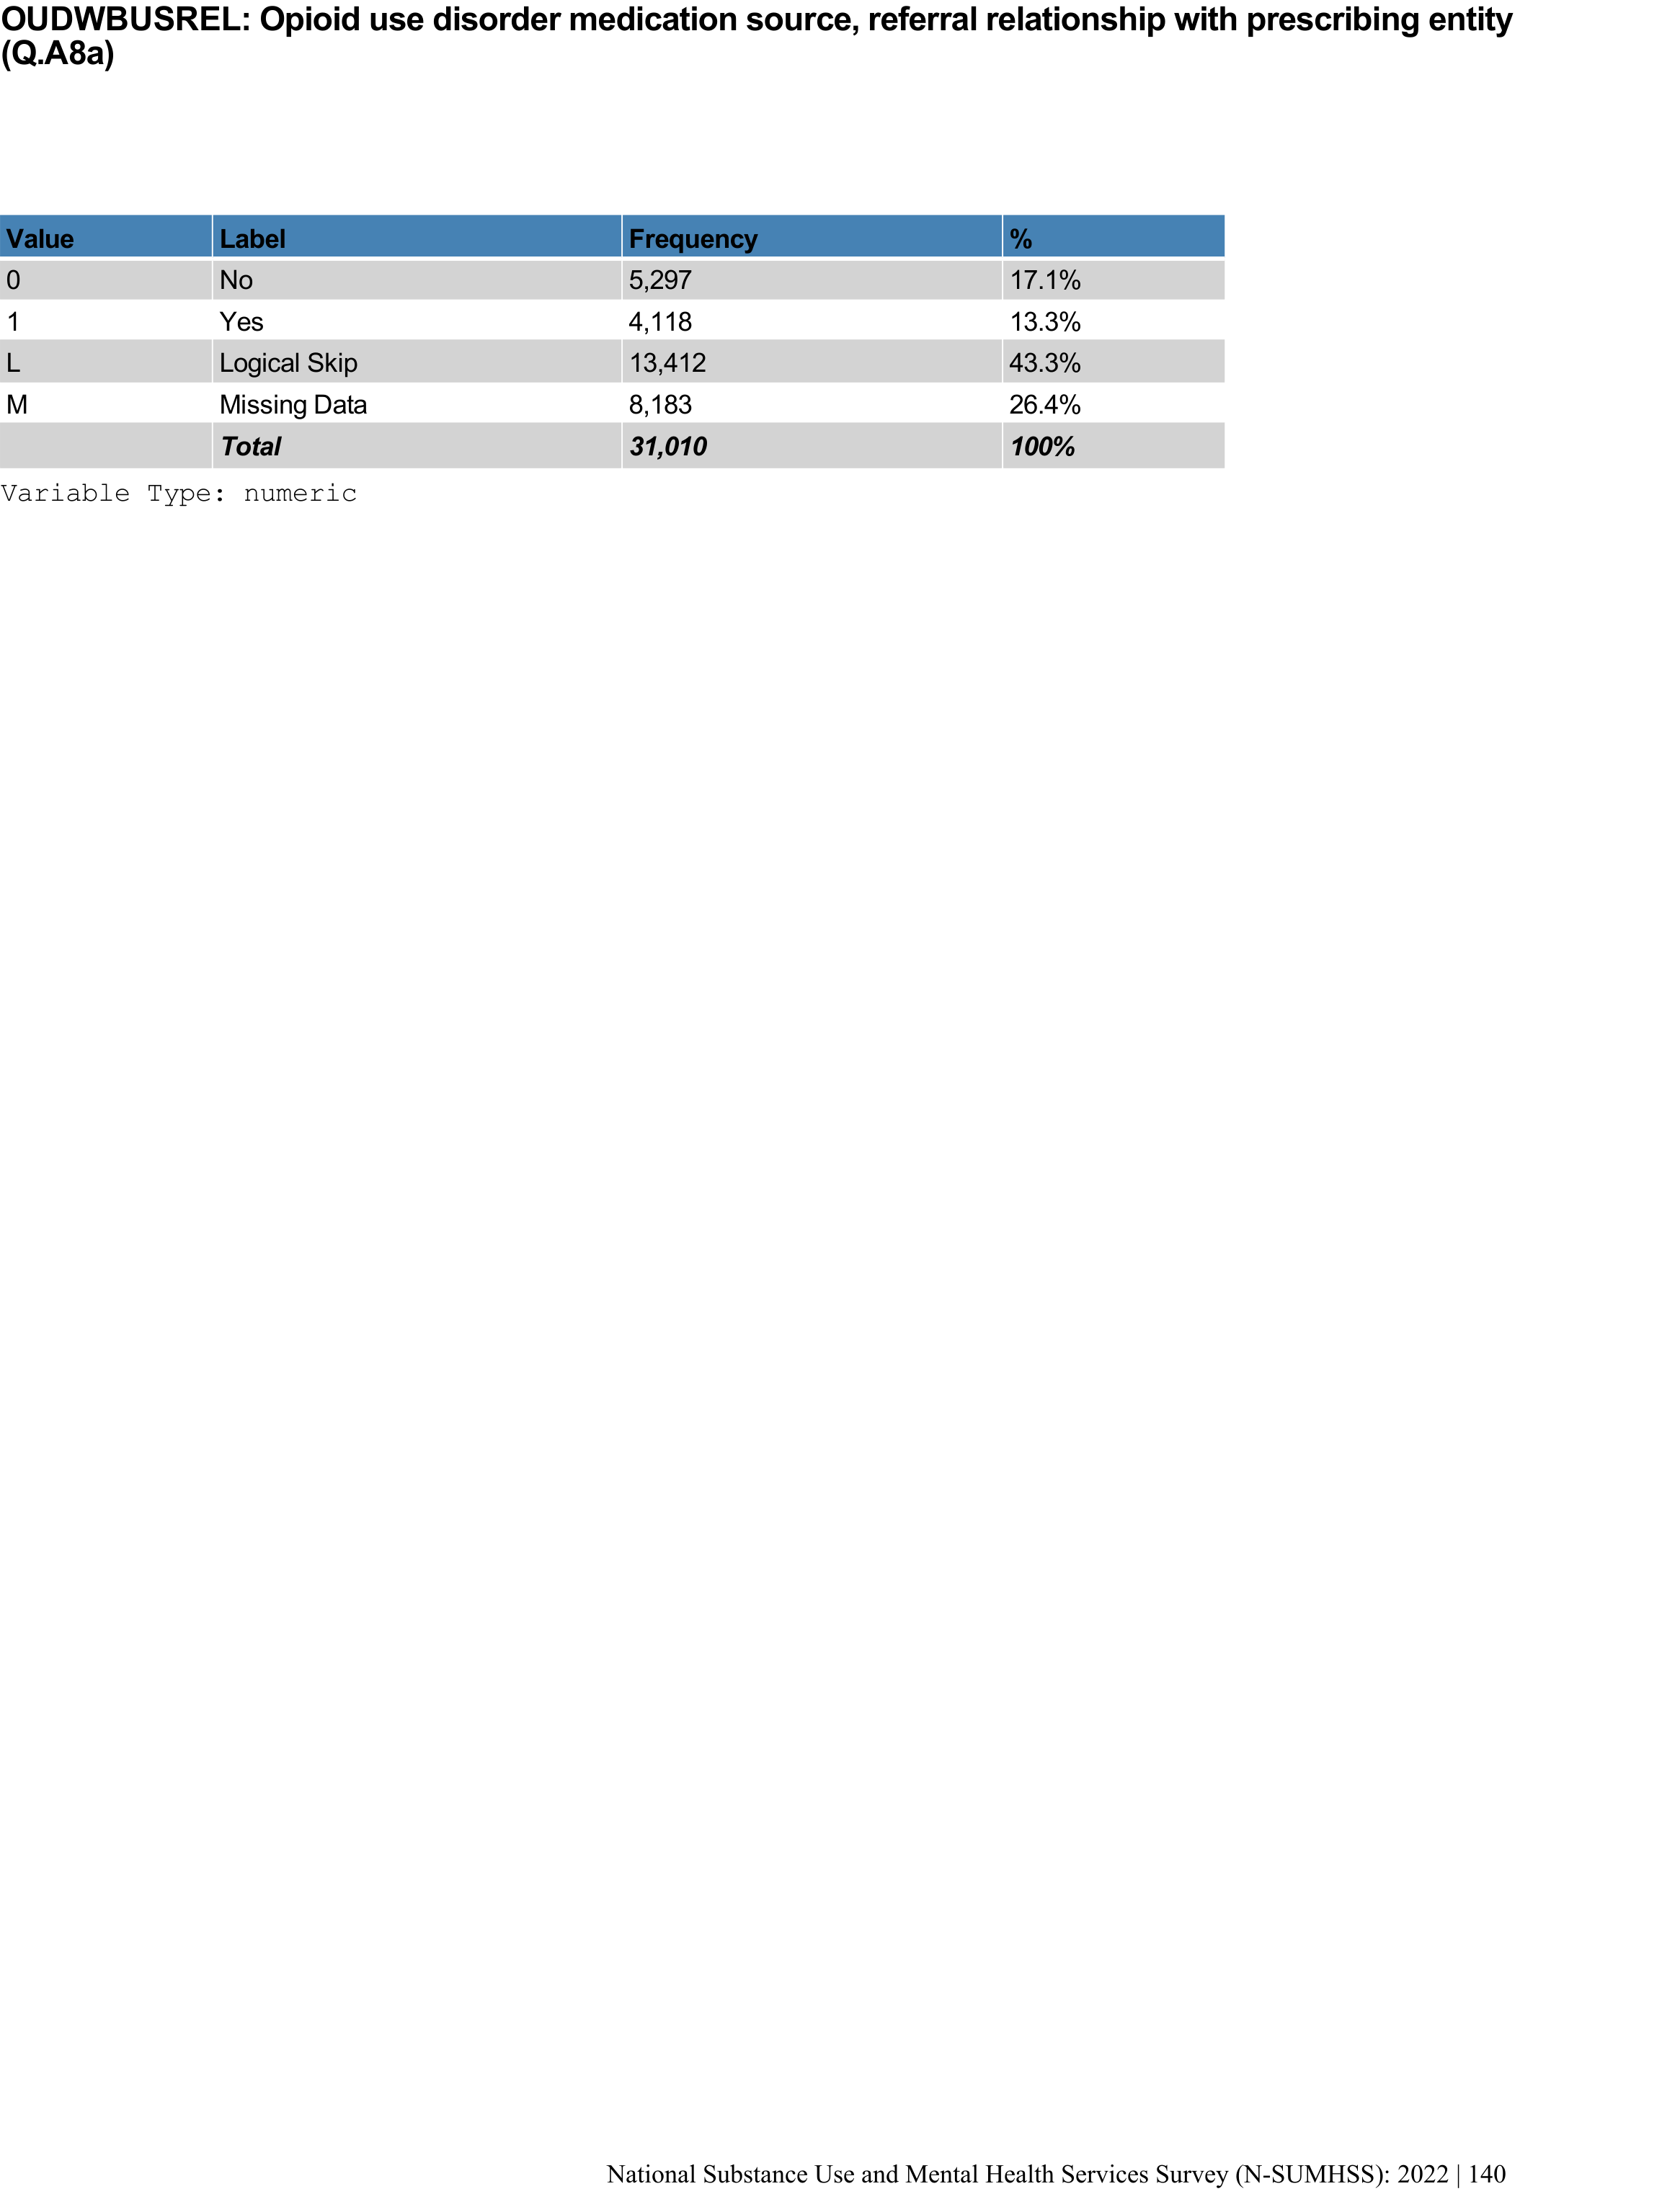 OUDWBUSREL: Opioid use disorder medication source, referral relationship with prescribing entity
(Q.A8a)
Value Label Frequency %
0 No 5,297 17.1%
1 Yes 4,118 13.3%
L Logical Skip 13,412 43.3%
M Missing Data 8,183 26.4%
Total 31,010 100%
Variable Type: numeric
National Substance Use and Mental Health Services Survey (N-SUMHSS): 2022 | 140